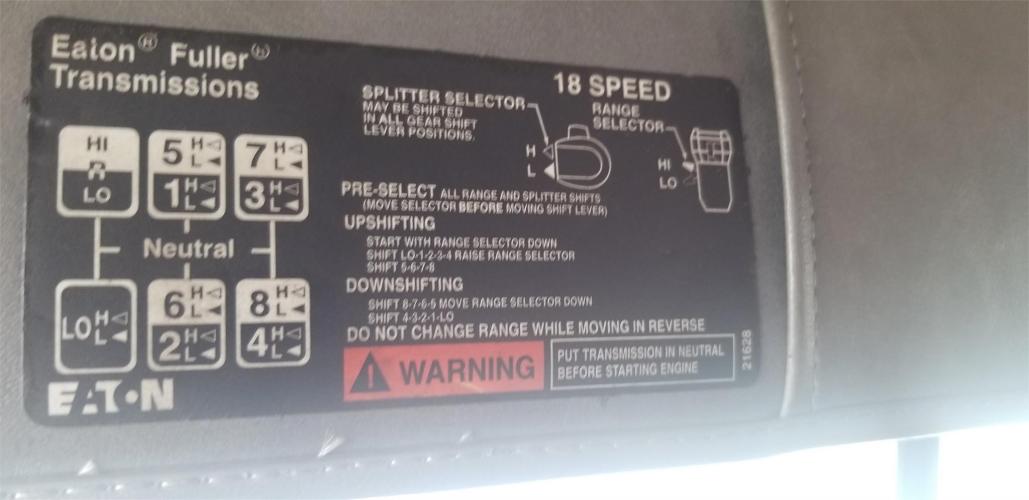 Eaton® Fuller®
Transmissions
18 SPEED
SPLITTER SELECTOR
MAY BE SHIFTED
IN ALL GEAR SHIFT
LEVER POSITIONS.
RANGE
SELECTOR
H
L
HI
LO
HI
R
LO
5 H L
1 H L
7 H L
3 H L
Neutral
LO H L
6 H L
2 H L
8 H L
4 H L
PRE-SELECT ALL RANGE AND SPLITTER SHIFTS
(MOVE SELECTOR BEFORE MOVING SHIFT LEVER)
UPSHIFTING
START WITH RANGE SELECTOR DOWN
SHIFT LO-1-2-3-4 RAISE RANGE SELECTOR
SHIFT 5-6-7-8
DOWNSHIFTING
SHIFT 8-7-6-5 MOVE RANGE SELECTOR DOWN
SHIFT 4-3-2-1-LO
DO NOT CHANGE RANGE WHILE MOVING IN REVERSE
WARNING
PUT TRANSMISSION IN NEUTRAL
BEFORE STARTING ENGINE
21628
EATON